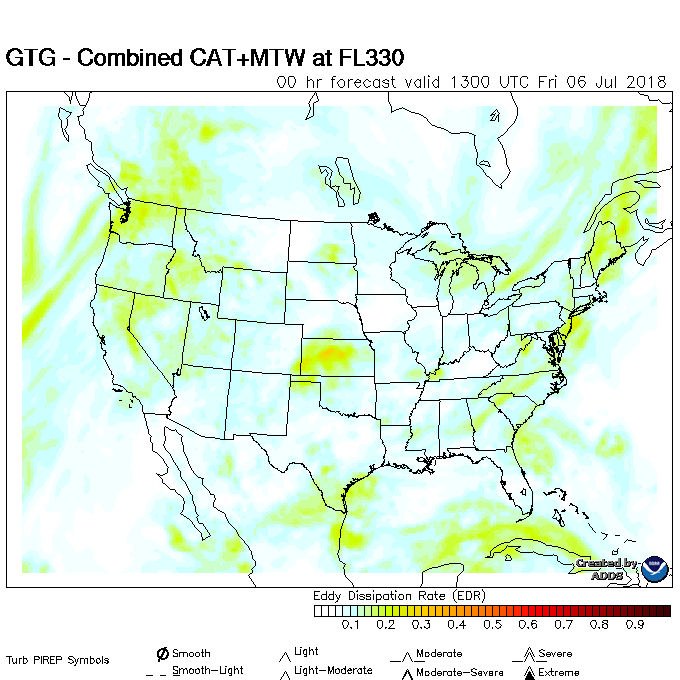 GTG - Combined CAT+MTW at FL330
00 hr forecast valid 1300 UTC Fri 06 Jul 2018
Created by
ADDS
Eddy Dissipation Rate (EDR)
0.1 0.2 0.3 0.4 0.5 0.6 0.7 0.8 0.9
Turb PIREP Symbols
Smooth Light Moderate Severe
Smooth-Light Light-Moderate Moderate-Severe Extreme